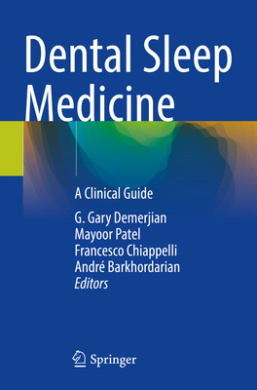 Dental Sleep
Medicine
A Clinical Guide
G. Gary Demerjian
Mayoor Patel
Francesco Chiappelli
André Barkhordarian
Editors
Springer